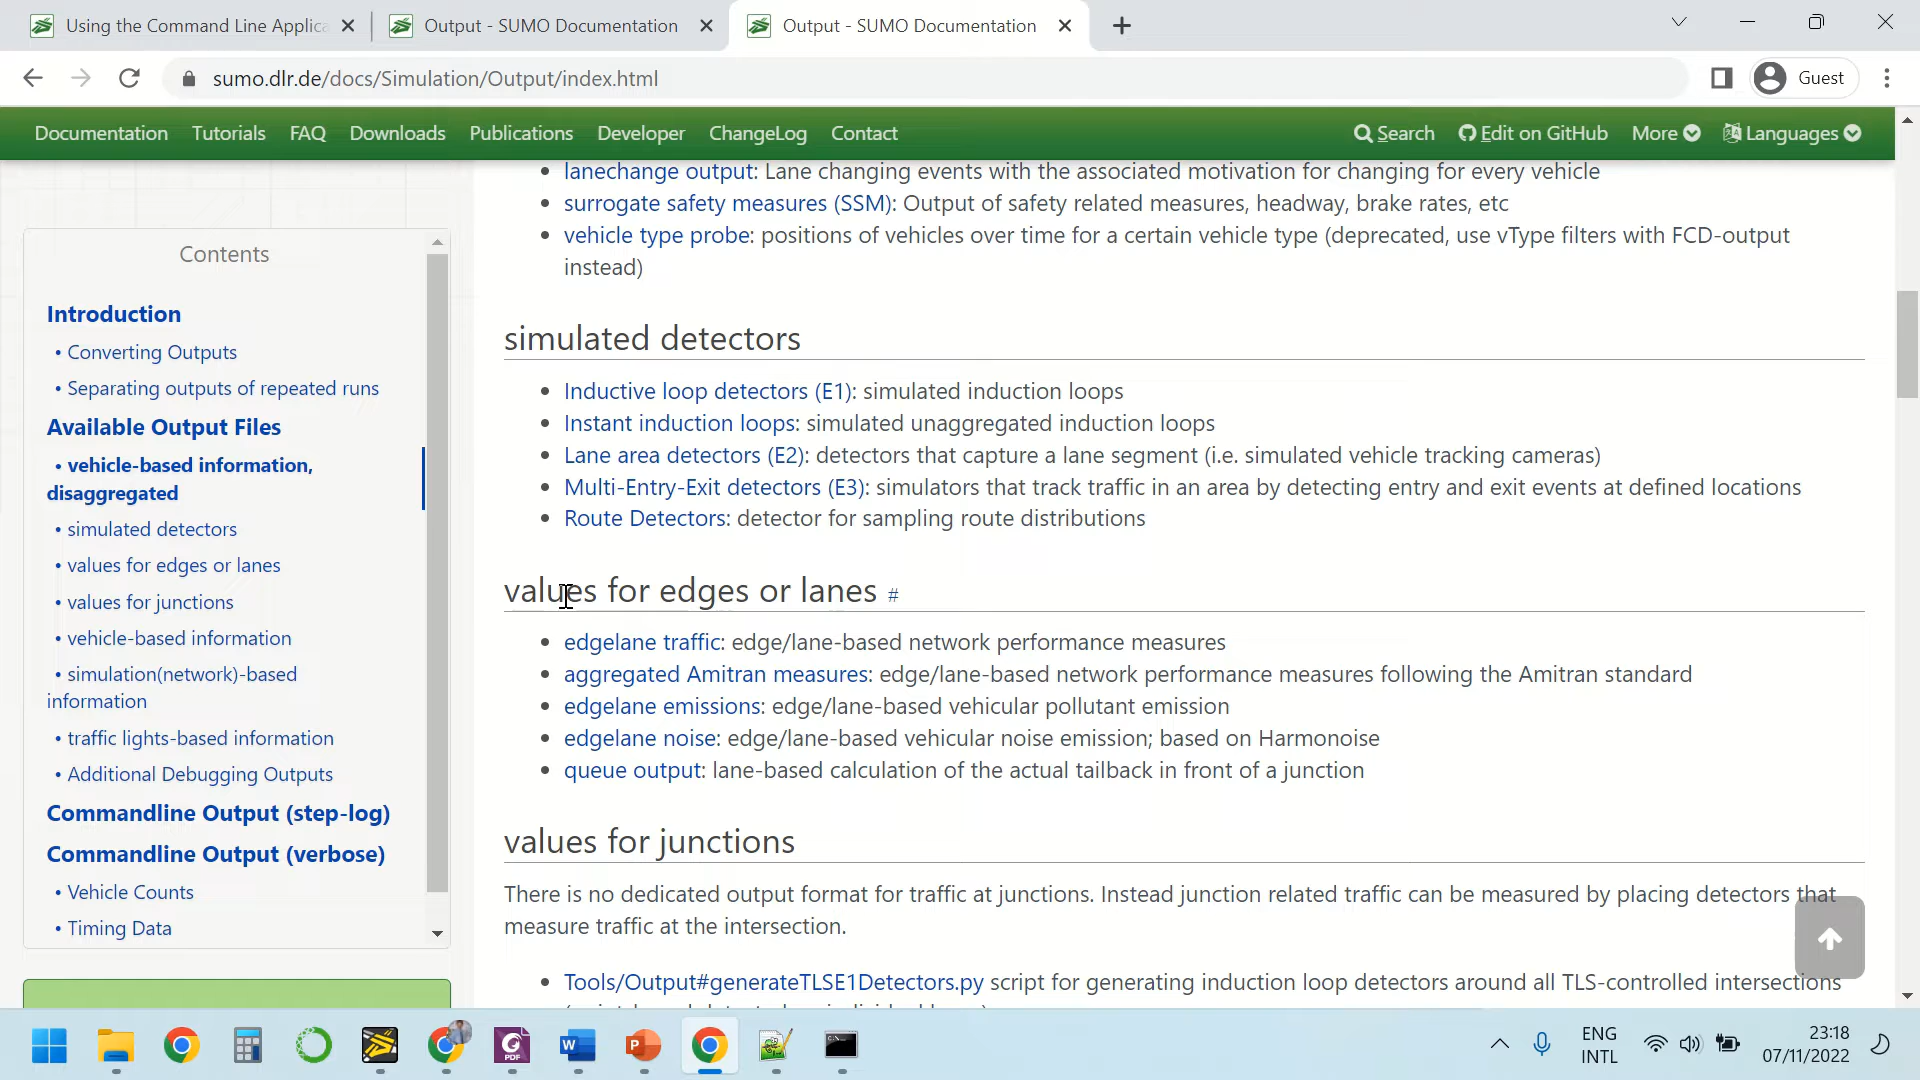 Using the Command Line Applica
Output - SUMO Documentation
Output - SUMO Documentation
sumo.dlr.de/docs/Simulation/Output/index.html
Guest
Documentation Tutorials FAQ Downloads Publications Developer ChangeLog Contact Search Edit on GitHub More Languages
Contents
Introduction
• Converting Outputs
• Separating outputs of repeated runs
Available Output Files
• vehicle-based information,
disaggregated
• simulated detectors
• values for edges or lanes
• values for junctions
• vehicle-based information
• simulation(network)-based
information
• traffic lights-based information
• Additional Debugging Outputs
Commandline Output (step-log)
Commandline Output (verbose)
• Vehicle Counts
• Timing Data
• lanechange output: Lane changing events with the associated motivation for changing for every vehicle
• surrogate safety measures (SSM): Output of safety related measures, headway, brake rates, etc
• vehicle type probe: positions of vehicles over time for a certain vehicle type (deprecated, use vType filters with FCD-output
instead)
simulated detectors
• Inductive loop detectors (E1): simulated induction loops
• Instant induction loops: simulated unaggregated induction loops
• Lane area detectors (E2): detectors that capture a lane segment (i.e. simulated vehicle tracking cameras)
• Multi-Entry-Exit detectors (E3): simulators that track traffic in an area by detecting entry and exit events at defined locations
• Route Detectors: detector for sampling route distributions
values for edges or lanes #
• edgelane traffic: edge/lane-based network performance measures
• aggregated Amitran measures: edge/lane-based network performance measures following the Amitran standard
• edgelane emissions: edge/lane-based vehicular pollutant emission
• edgelane noise: edge/lane-based vehicular noise emission; based on Harmonoise
• queue output: lane-based calculation of the actual tailback in front of a junction
values for junctions
There is no dedicated output format for traffic at junctions. Instead junction related traffic can be measured by placing detectors that
measure traffic at the intersection.
• Tools/Output#generateTLSE1Detectors.py script for generating induction loop detectors around all TLS-controlled intersections
PDF
ENG
INTL
23:18
07/11/2022